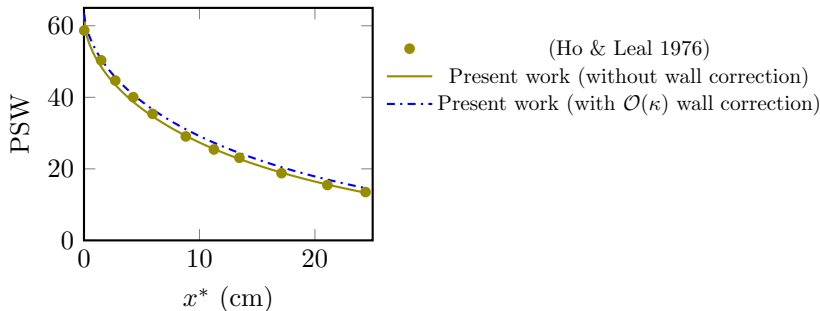 60
40
20
0
PSW
0
10
20
x* (cm)
(Ho & Leal 1976)
Present work (without wall correction)
Present work (with 𝒪(κ) wall correction)